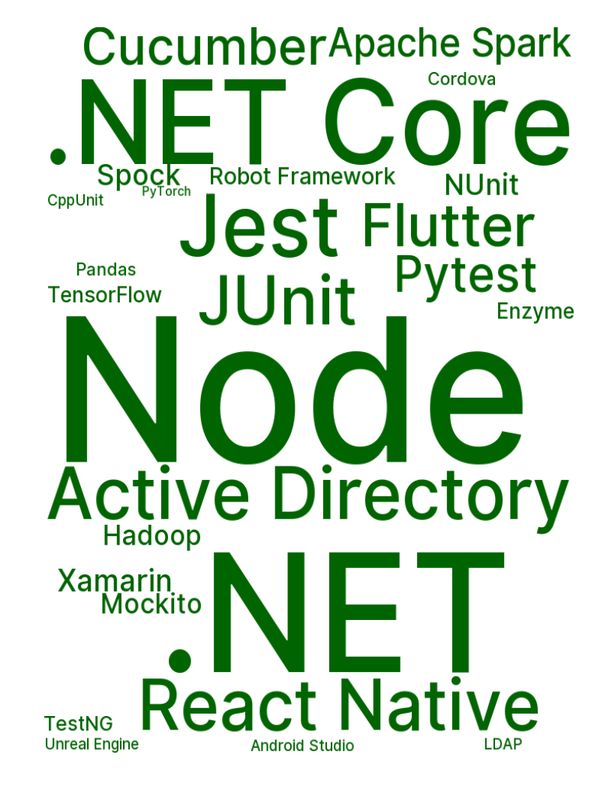 Cucumber Apache Spark
Cordova
.NET Core
Spock Robot Framework NUnit
PyTorch
CppUnit
Jest Flutter
Pandas Pytest
TensorFlow JUnit
Enzyme
Node
Active Directory
Hadoop
Xamarin
Mockito
.NET
React Native
TestNG
Unreal Engine Android Studio LDAP